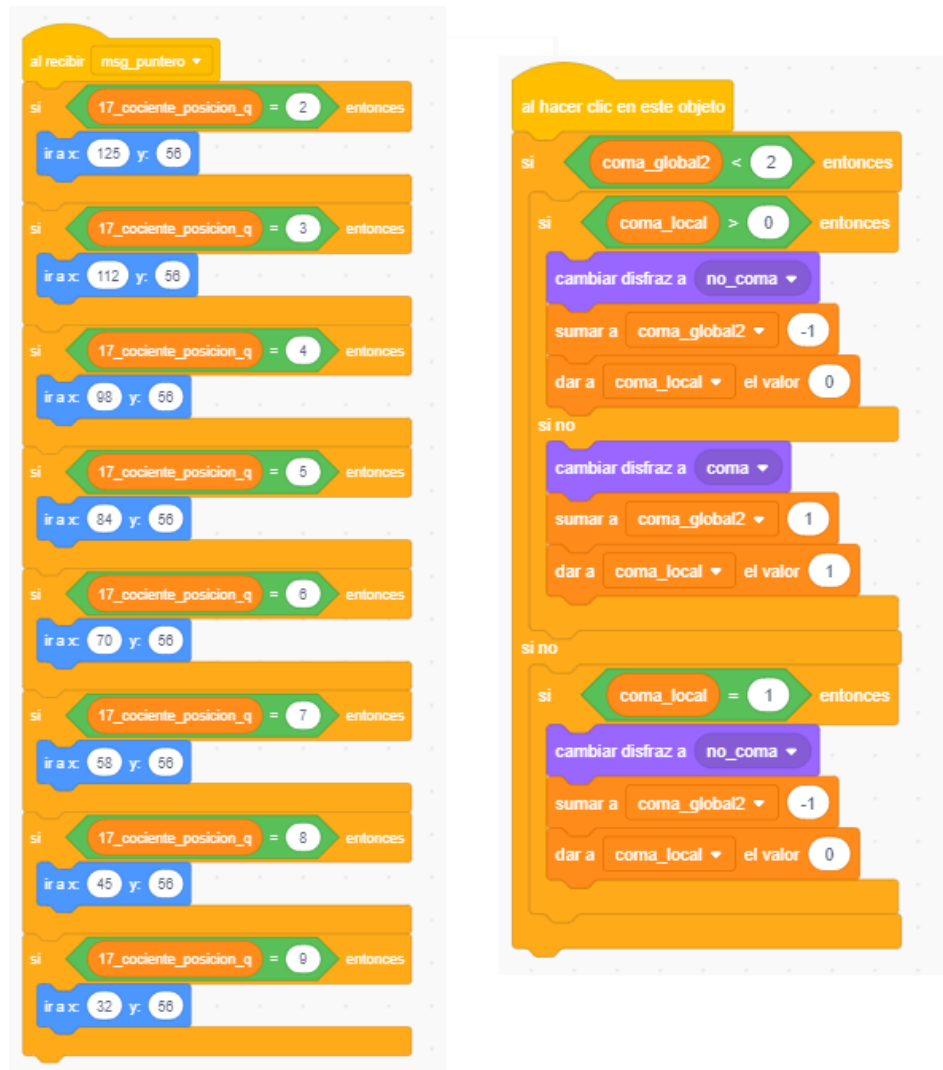 al recibir msg_puntero
si 17_cociente_posicion_q = 2 entonces
ir a x: 125 y: 56
si 17_cociente_posicion_q = 3 entonces
ir a x: 112 y: 56
si 17_cociente_posicion_q = 4 entonces
ir a x: 98 y: 56
si 17_cociente_posicion_q = 5 entonces
ir a x: 84 y: 56
si 17_cociente_posicion_q = 6 entonces
ir a x: 70 y: 56
si 17_cociente_posicion_q = 7 entonces
ir a x: 58 y: 56
si 17_cociente_posicion_q = 8 entonces
ir a x: 45 y: 56
si 17_cociente_posicion_q = 9 entonces
ir a x: 32 y: 56
al hacer clic en este objeto
si coma_global2 < 2 entonces
si coma_local > 0 entonces
cambiar disfraz a no_coma
sumar a coma_global2 -1
dar a coma_local el valor 0
si no
cambiar disfraz a coma
sumar a coma_global2 1
dar a coma_local el valor 1
si no
si coma_local = 1 entonces
cambiar disfraz a no_coma
sumar a coma_global2 -1
dar a coma_local el valor 0